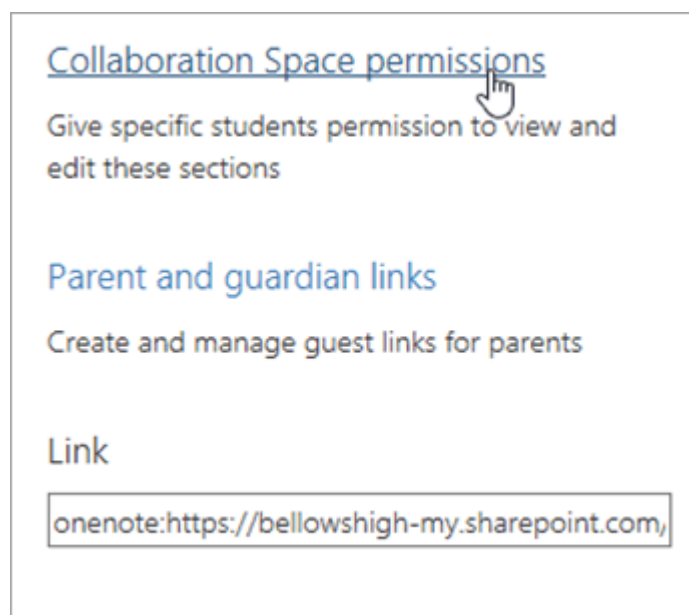 Collaboration Space permissions
Give specific students permission to view and
edit these sections
Parent and guardian links
Create and manage guest links for parents
Link
onenote:https://bellowshigh-my.sharepoint.com/